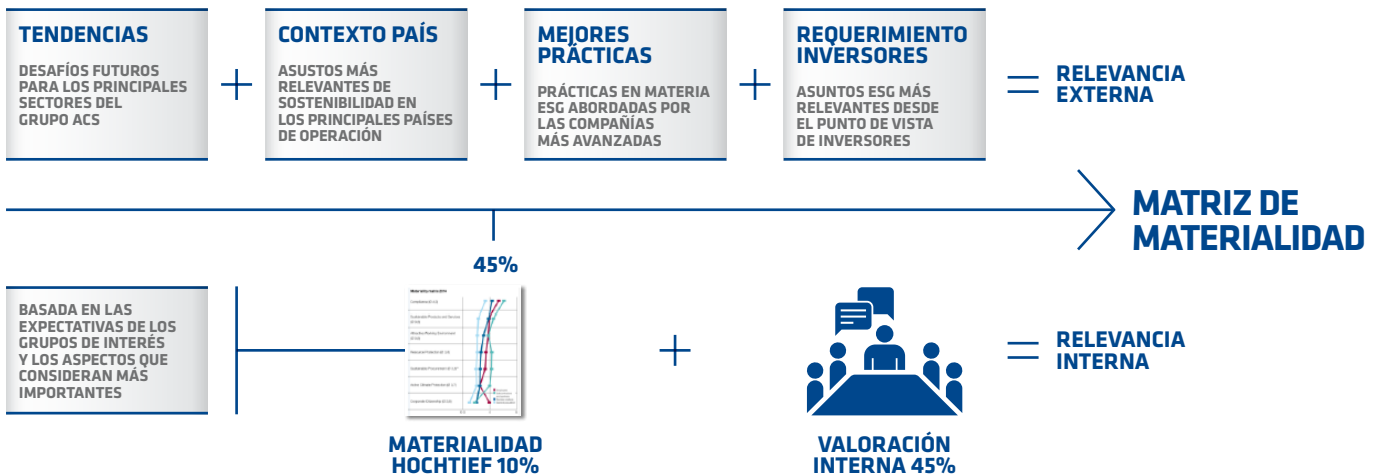 TENDENCIAS
DESAFÍOS FUTUROS
PARA LOS PRINCIPALES
SECTORES DEL
GRUPO ACS
+
CONTEXTO PAÍS
ASUSTOS MÁS
RELEVANTES DE
SOSTENIBILIDAD EN
LOS PRINCIPALES PAÍSES
DE OPERACIÓN
+
MEJORES
PRÁCTICAS
PRÁCTICAS EN MATERIA
ESG ABORDADAS POR
LAS COMPAÑÍAS
MÁS AVANZADAS
+
REQUERIMIENTO
INVERSORES
ASUNTOS ESG MÁS
RELEVANTES DESDE
EL PUNTO DE VISTA
DE INVERSORES
=
RELEVANCIA
EXTERNA
MATRIZ DE
MATERIALIDAD
45%
BASADA EN LAS
EXPECTATIVAS DE LOS
GRUPOS DE INTERÉS
Y LOS ASPECTOS QUE
CONSIDERAN MÁS
IMPORTANTES
MATERIALIDAD
HOCHTIEF 10%
+
VALORACIÓN
INTERNA 45%
=
RELEVANCIA
INTERNA